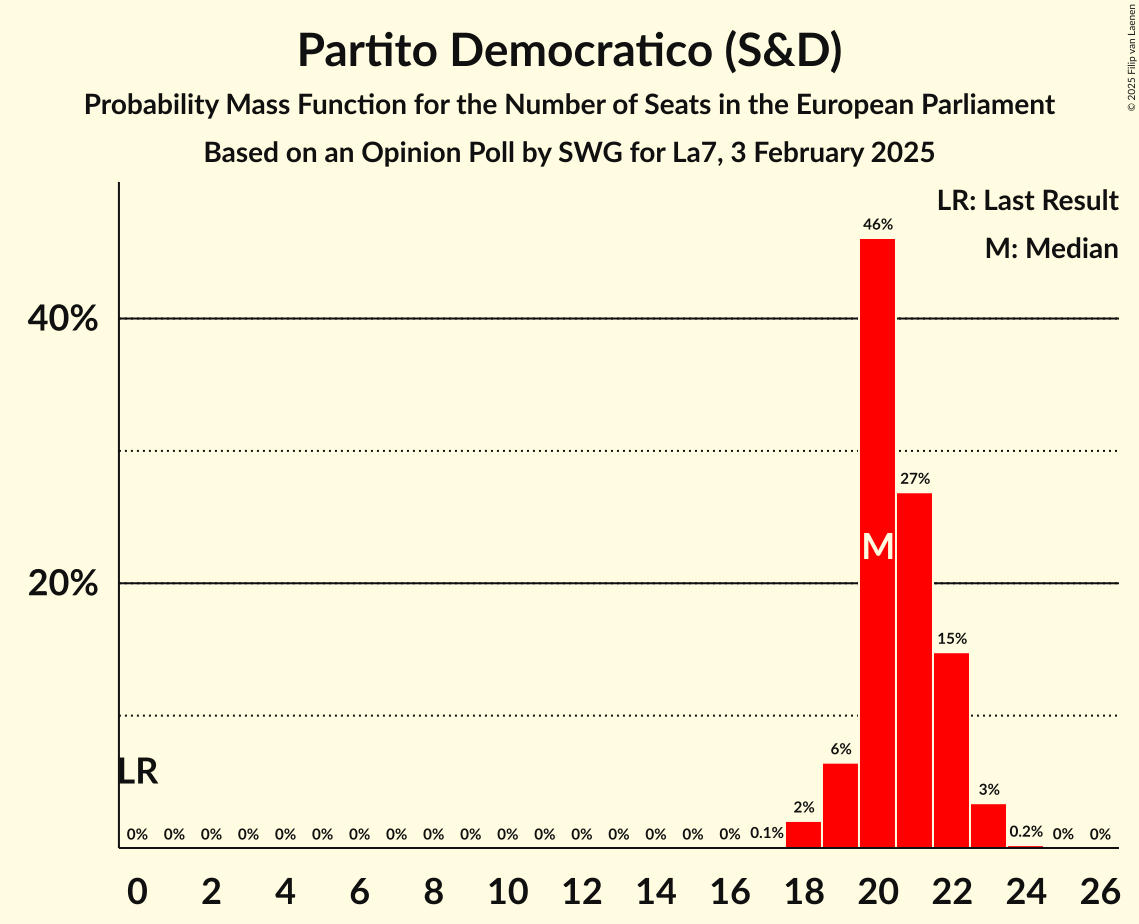 Partito Democratico (S&D)
Probability Mass Function for the Number of Seats in the European Parliament
Based on an Opinion Poll by SWG for La7, 3 February 2025
© 2025 Filip van Laenen
LR: Last Result
M: Median
46%
40%
27%
M
20%
15%
LR
6%
3%
2%
0% 0% 0% 0% 0% 0% 0% 0% 0% 0% 0% 0% 0% 0% 0% 0% 0% 0.1% 0.2% 0% 0%
0 2 4 6 8 10 12 14 16 18 20 22 24 26